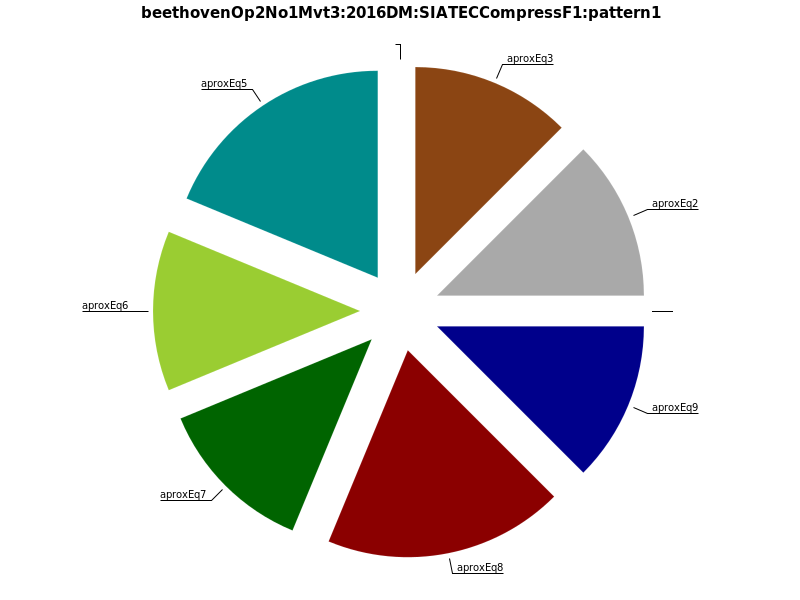 beethovenOp2No1Mvt3:2016DM:SIATECCompressF1:pattern1
aproxEq3
aproxEq5
aproxEq2
aproxEq6
aproxEq9
aproxEq7
aproxEq8